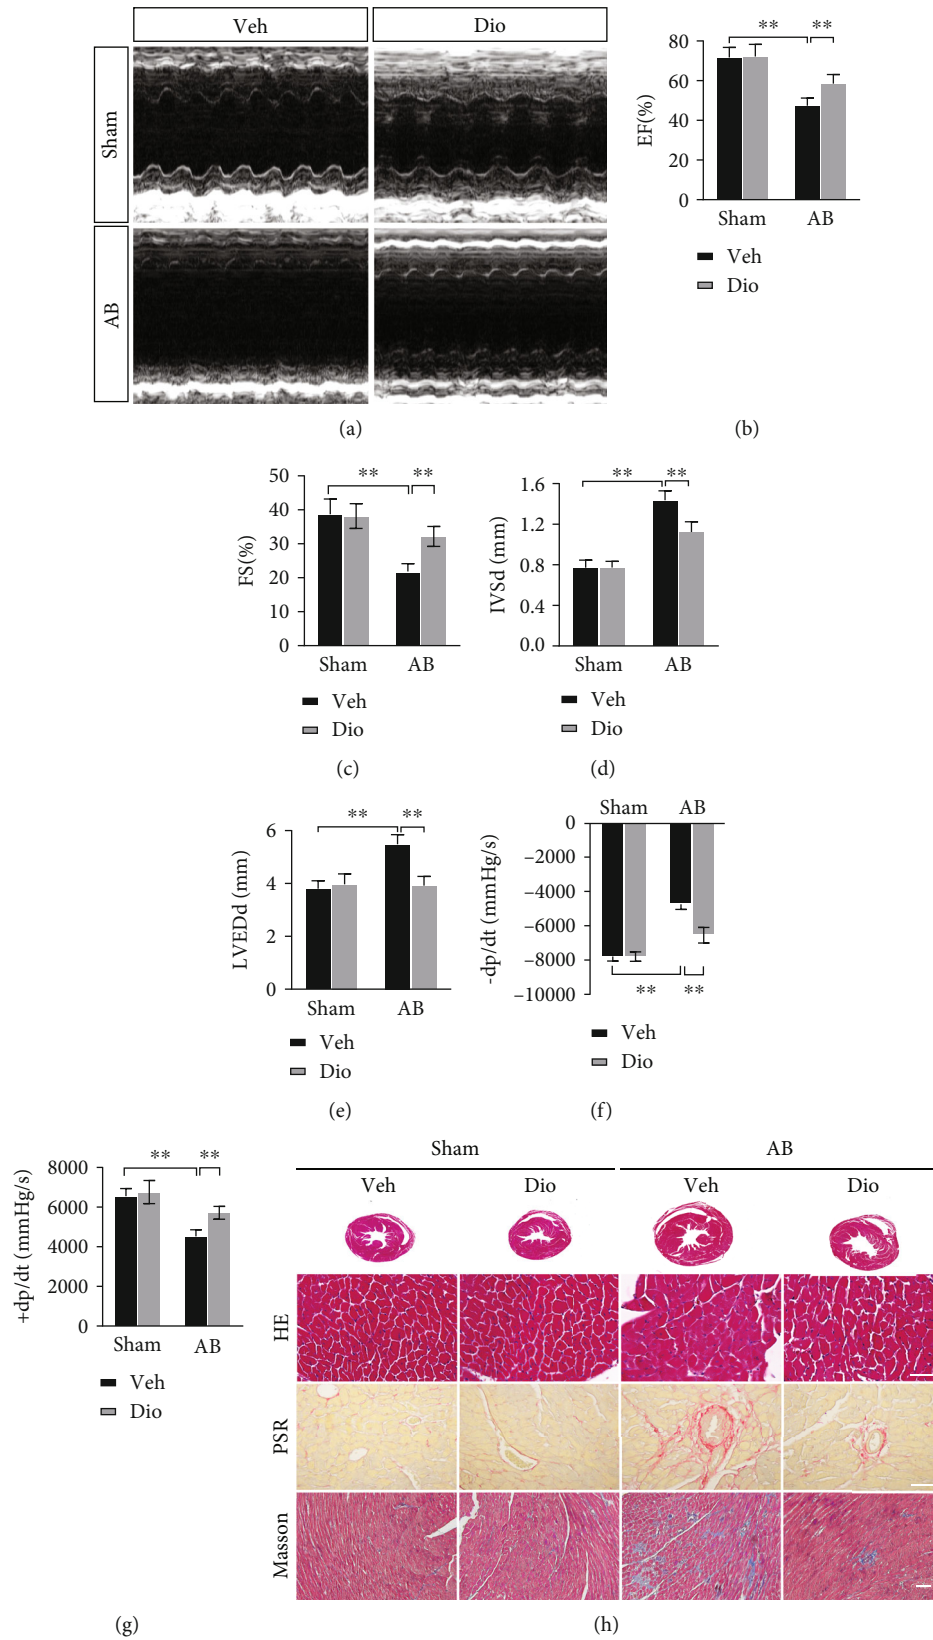 Veh
Dio
Sham
AB
(a)
**
**
80
60
40
20
0
EF(%)
Sham
AB
Veh
Dio
(b)
**
**
50
40
30
20
10
0
FS(%)
Sham
AB
Veh
Dio
(c)
**
**
1.6
1.2
0.8
0.4
0.0
IVSd (mm)
Sham
AB
Veh
Dio
(d)
**
**
6
4
2
0
LVEDd (mm)
Sham
AB
Veh
Dio
(e)
Sham
AB
0
−2000
−4000
−6000
−8000
−10000
-dp/dt (mmHg/s)
**
**
Veh
Dio
(f)
**
**
8000
6000
4000
2000
0
+dp/dt (mmHg/s)
Sham
AB
Veh
Dio
(g)
Sham
AB
Veh
Dio
Veh
Dio
HE
PSR
Masson
(h)